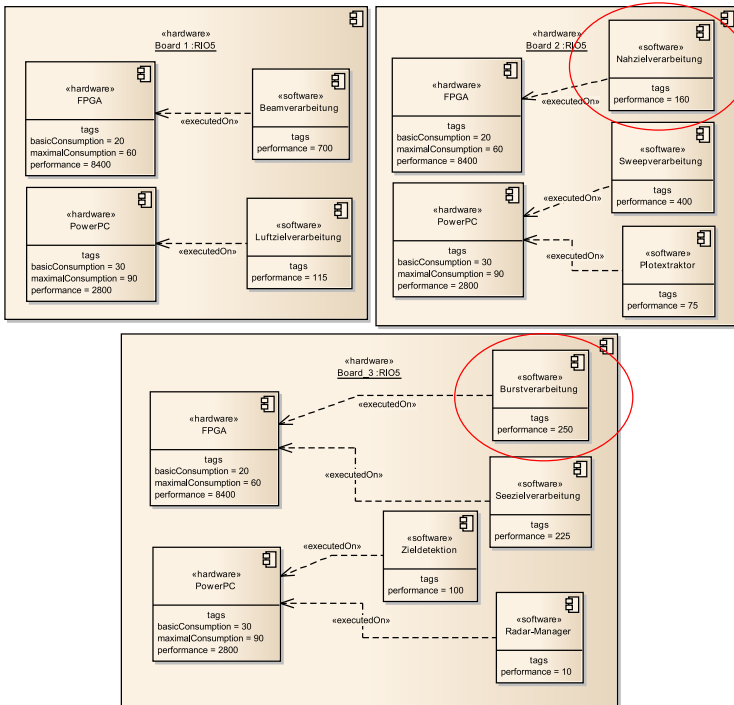 «hardware»
Board 1 :RIO5
«hardware»
FPGA
tags
basicConsumption = 20
maximalConsumption = 60
performance = 8400
«executedOn»
«software»
Beamverarbeitung
tags
performance = 700
«hardware»
PowerPC
tags
basicConsumption = 30
maximalConsumption = 90
performance = 2800
«executedOn»
«software»
Luftzielverarbeitung
tags
performance = 115
«hardware»
Board 2 :RIO5
«hardware»
FPGA
tags
basicConsumption = 20
maximalConsumption = 60
performance = 8400
«executedOn»
«software»
Nahzielverarbeitung
tags
performance = 160
«software»
Sweepverarbeitung
tags
performance = 400
«hardware»
PowerPC
tags
basicConsumption = 30
maximalConsumption = 90
performance = 2800
«executedOn»
«executedOn»
«software»
Plotextraktor
tags
performance = 75
«hardware»
Board_3 :RIO5
«hardware»
FPGA
tags
basicConsumption = 20
maximalConsumption = 60
performance = 8400
«executedOn»
«software»
Burstverarbeitung
tags
performance = 250
«executedOn»
«software»
Seezielverarbeitung
tags
performance = 225
«hardware»
PowerPC
tags
basicConsumption = 30
maximalConsumption = 90
performance = 2800
«executedOn»
«software»
Zieldetektion
tags
performance = 100
«executedOn»
«software»
Radar-Manager
tags
performance = 10